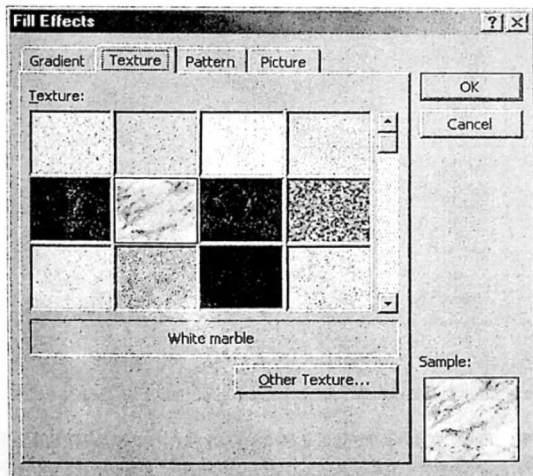 Fill Effects
Gradient Texture Pattern Picture
Texture:
OK
Cancel
White marble
Other Texture...
Sample: